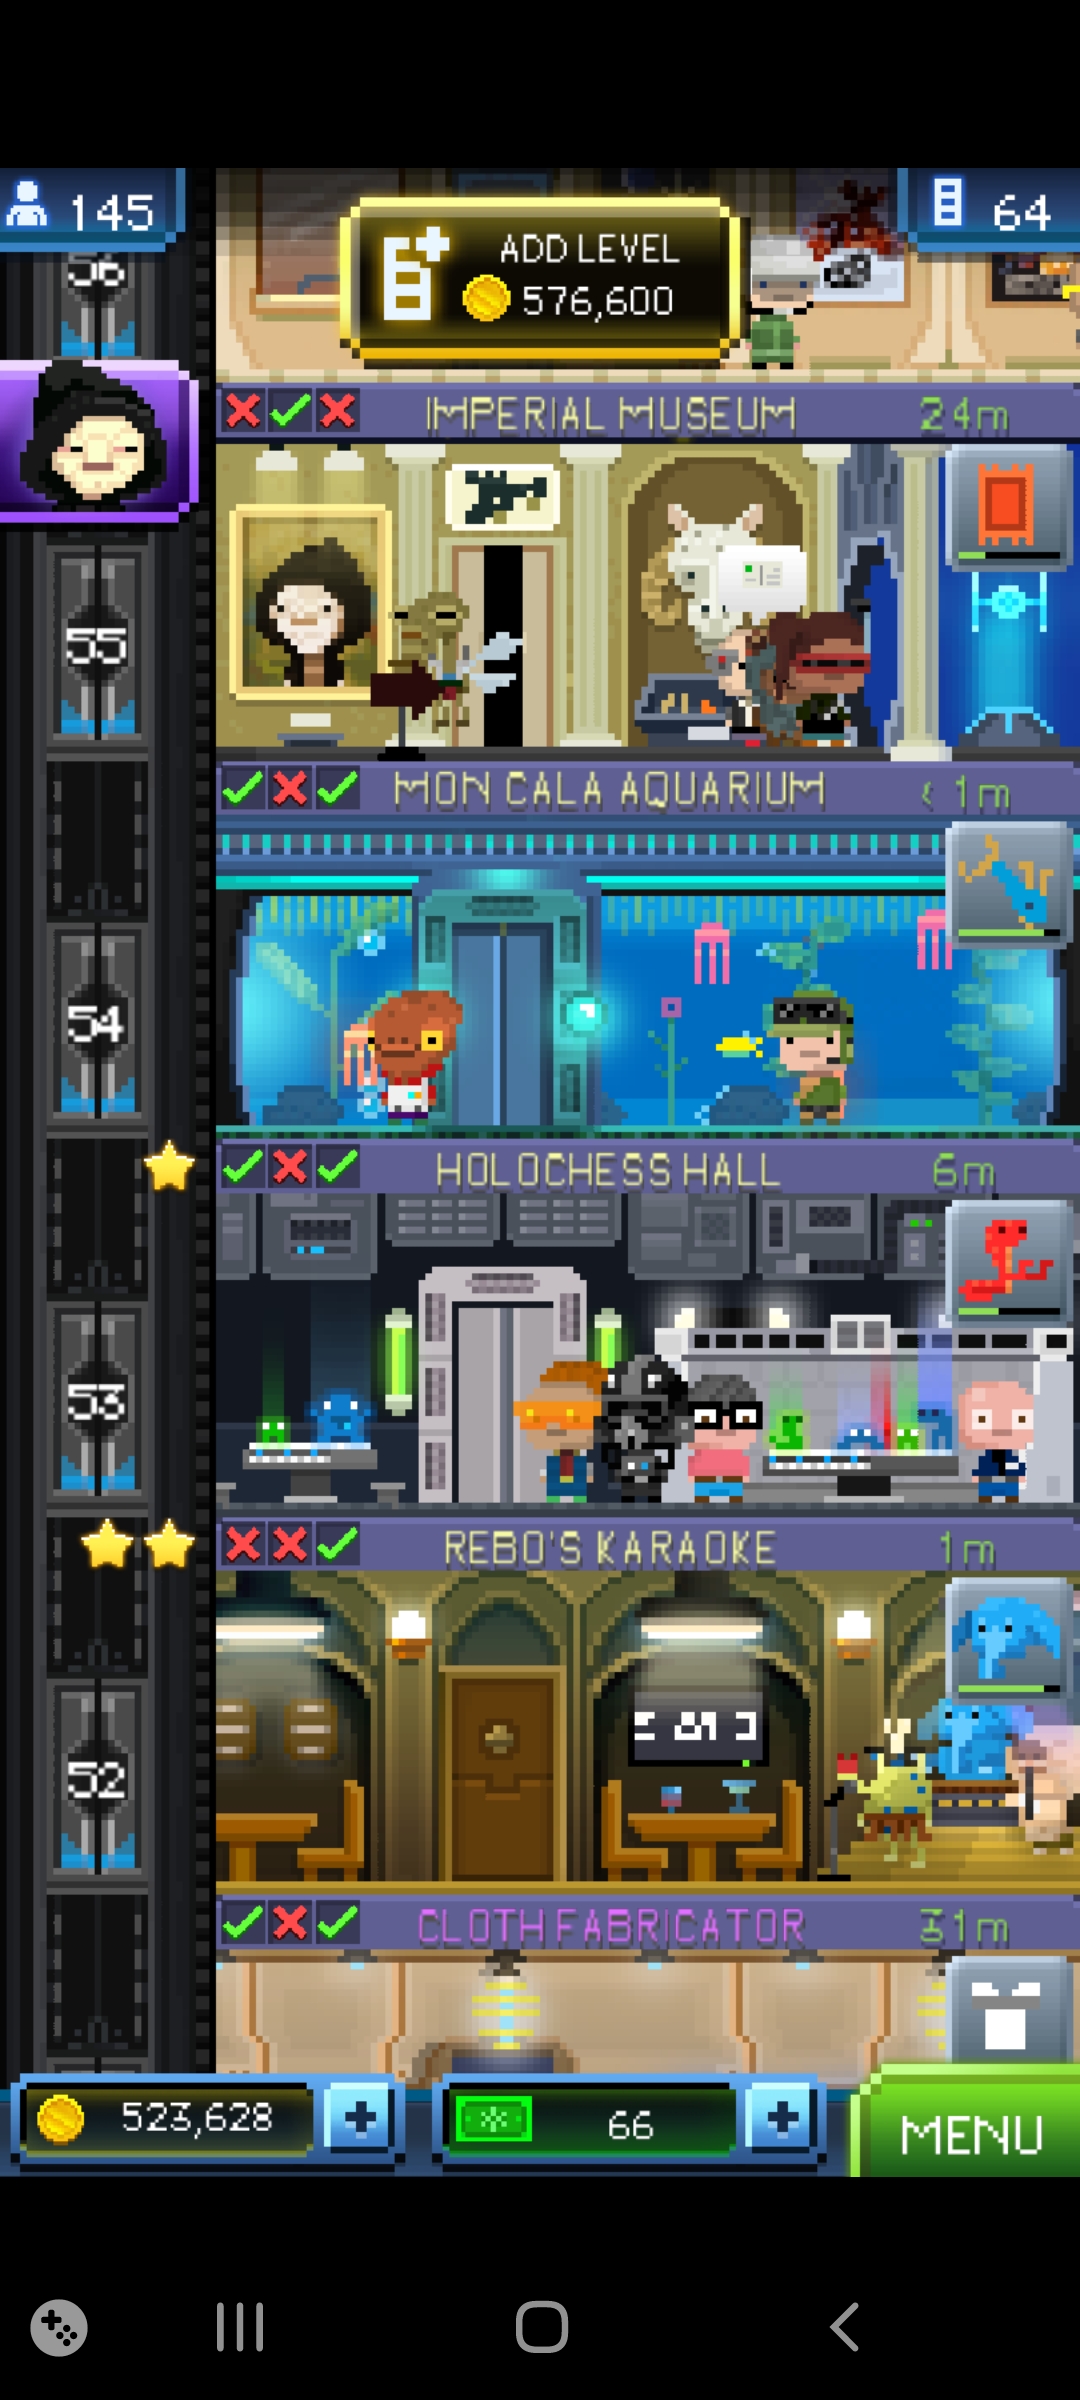 145
ADD LEVEL
576,600
64
56
IMPERIAL MUSEUM 24m
55
MON CALA AQUARIUM < 1m
54
HOLOCHESS HALL 6m
53
REBO'S KARAOKE 1m
52
CLOTH FABRICATOR 31m
523,628 + 66 + MENU